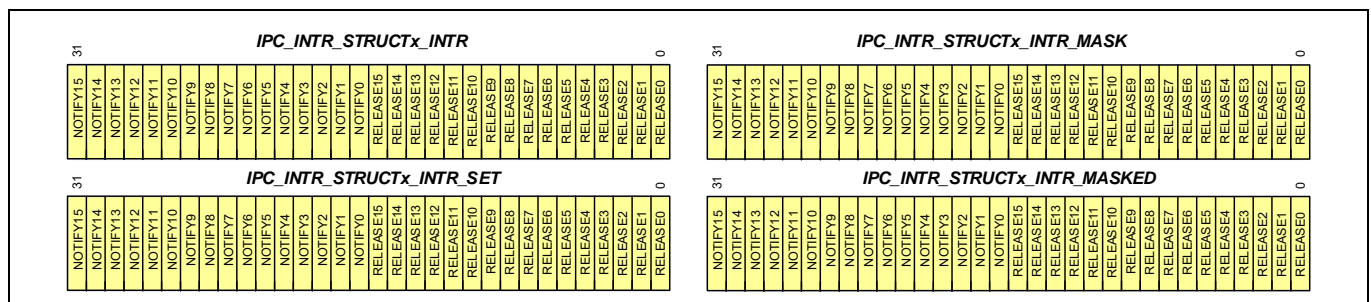 IPC_INTR_STRUCTx_INTR
31 0
NOTIFY15 NOTIFY14 NOTIFY13 NOTIFY12 NOTIFY11 NOTIFY10 NOTIFY9 NOTIFY8 NOTIFY7 NOTIFY6 NOTIFY5 NOTIFY4 NOTIFY3 NOTIFY2 NOTIFY1 NOTIFY0 RELEASE15 RELEASE14 RELEASE13 RELEASE12 RELEASE11 RELEASE10 RELEASE9 RELEASE8 RELEASE7 RELEASE6 RELEASE5 RELEASE4 RELEASE3 RELEASE2 RELEASE1 RELEASE0
IPC_INTR_STRUCTx_INTR_MASK
31 0
NOTIFY15 NOTIFY14 NOTIFY13 NOTIFY12 NOTIFY11 NOTIFY10 NOTIFY9 NOTIFY8 NOTIFY7 NOTIFY6 NOTIFY5 NOTIFY4 NOTIFY3 NOTIFY2 NOTIFY1 NOTIFY0 RELEASE15 RELEASE14 RELEASE13 RELEASE12 RELEASE11 RELEASE10 RELEASE9 RELEASE8 RELEASE7 RELEASE6 RELEASE5 RELEASE4 RELEASE3 RELEASE2 RELEASE1 RELEASE0
IPC_INTR_STRUCTx_INTR_SET
31 0
NOTIFY15 NOTIFY14 NOTIFY13 NOTIFY12 NOTIFY11 NOTIFY10 NOTIFY9 NOTIFY8 NOTIFY7 NOTIFY6 NOTIFY5 NOTIFY4 NOTIFY3 NOTIFY2 NOTIFY1 NOTIFY0 RELEASE15 RELEASE14 RELEASE13 RELEASE12 RELEASE11 RELEASE10 RELEASE9 RELEASE8 RELEASE7 RELEASE6 RELEASE5 RELEASE4 RELEASE3 RELEASE2 RELEASE1 RELEASE0
IPC_INTR_STRUCTx_INTR_MASKED
31 0
NOTIFY15 NOTIFY14 NOTIFY13 NOTIFY12 NOTIFY11 NOTIFY10 NOTIFY9 NOTIFY8 NOTIFY7 NOTIFY6 NOTIFY5 NOTIFY4 NOTIFY3 NOTIFY2 NOTIFY1 NOTIFY0 RELEASE15 RELEASE14 RELEASE13 RELEASE12 RELEASE11 RELEASE10 RELEASE9 RELEASE8 RELEASE7 RELEASE6 RELEASE5 RELEASE4 RELEASE3 RELEASE2 RELEASE1 RELEASE0